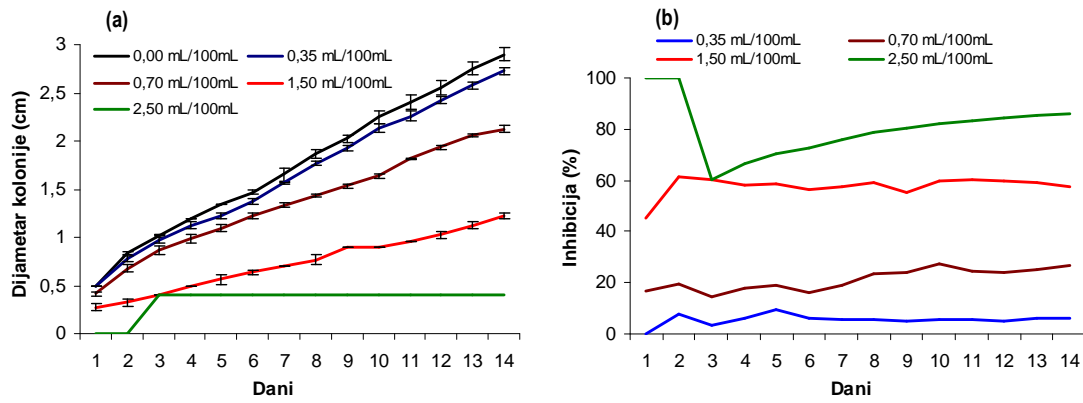 (a)
0,00 mL/100mL 0,35 mL/100mL
0,70 mL/100mL 1,50 mL/100mL
2,50 mL/100mL
Dijametar kolonije (cm)
3
2,5
2
1,5
1
0,5
0
1 2 3 4 5 6 7 8 9 10 11 12 13 14
Dani
(b)
0,35 mL/100mL 0,70 mL/100mL
1,50 mL/100mL 2,50 mL/100mL
Inhibicija (%)
100
80
60
40
20
0
1 2 3 4 5 6 7 8 9 10 11 12 13 14
Dani